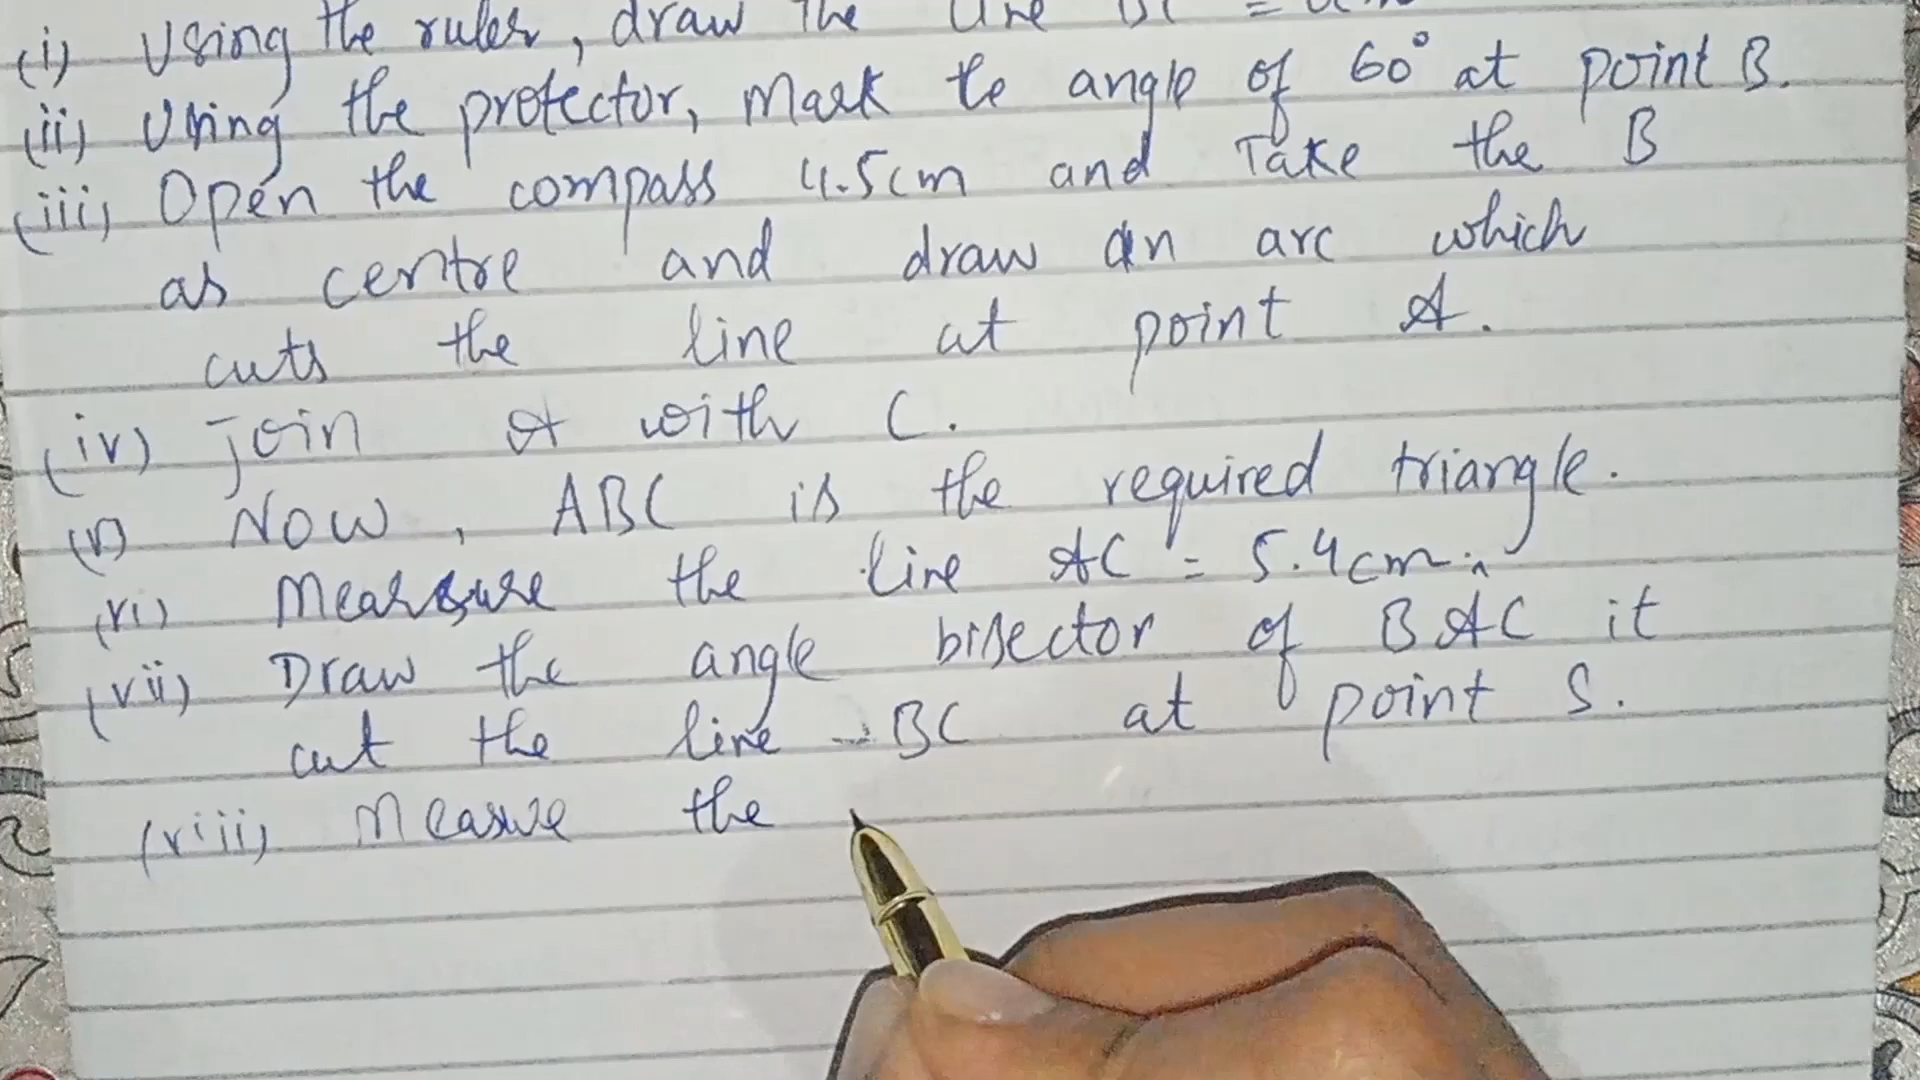 (i) Using the ruler, draw the line BC =
(ii) Using the protector, Mark te angle of 60° at point B.
(iii) Open the compass 4.5cm and Take the B
as centre and draw an arc which
cuts the line at point A.
(iv) Join A with C.
(v) Now, ABC is the required triangle.
(vi) Measure the line AC = 5.4cm.
(vii) Draw the angle bisector of BAC it
cut the line BC at point S.
(viii) Measure the